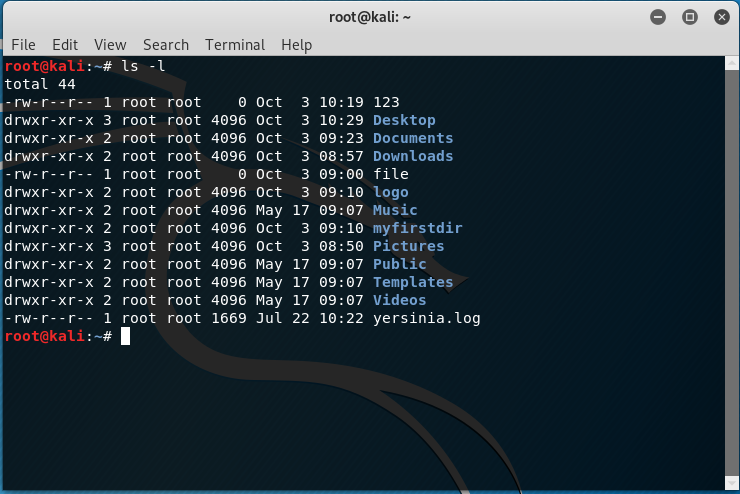 root@kali: ~
File Edit View Search Terminal Help
root@kali:~# ls -l
total 44
-rw-r--r-- 1 root root    0 Oct  3 10:19 123
drwxr-xr-x 3 root root 4096 Oct  3 10:29 Desktop
drwxr-xr-x 2 root root 4096 Oct  3 09:23 Documents
drwxr-xr-x 2 root root 4096 Oct  3 08:57 Downloads
-rw-r--r-- 1 root root    0 Oct  3 09:00 file
drwxr-xr-x 2 root root 4096 Oct  3 09:10 logo
drwxr-xr-x 2 root root 4096 May 17 09:07 Music
drwxr-xr-x 2 root root 4096 Oct  3 09:10 myfirstdir
drwxr-xr-x 3 root root 4096 Oct  3 08:50 Pictures
drwxr-xr-x 2 root root 4096 May 17 09:07 Public
drwxr-xr-x 2 root root 4096 May 17 09:07 Templates
drwxr-xr-x 2 root root 4096 May 17 09:07 Videos
-rw-r--r-- 1 root root 1669 Jul 22 10:22 yersinia.log
root@kali:~#